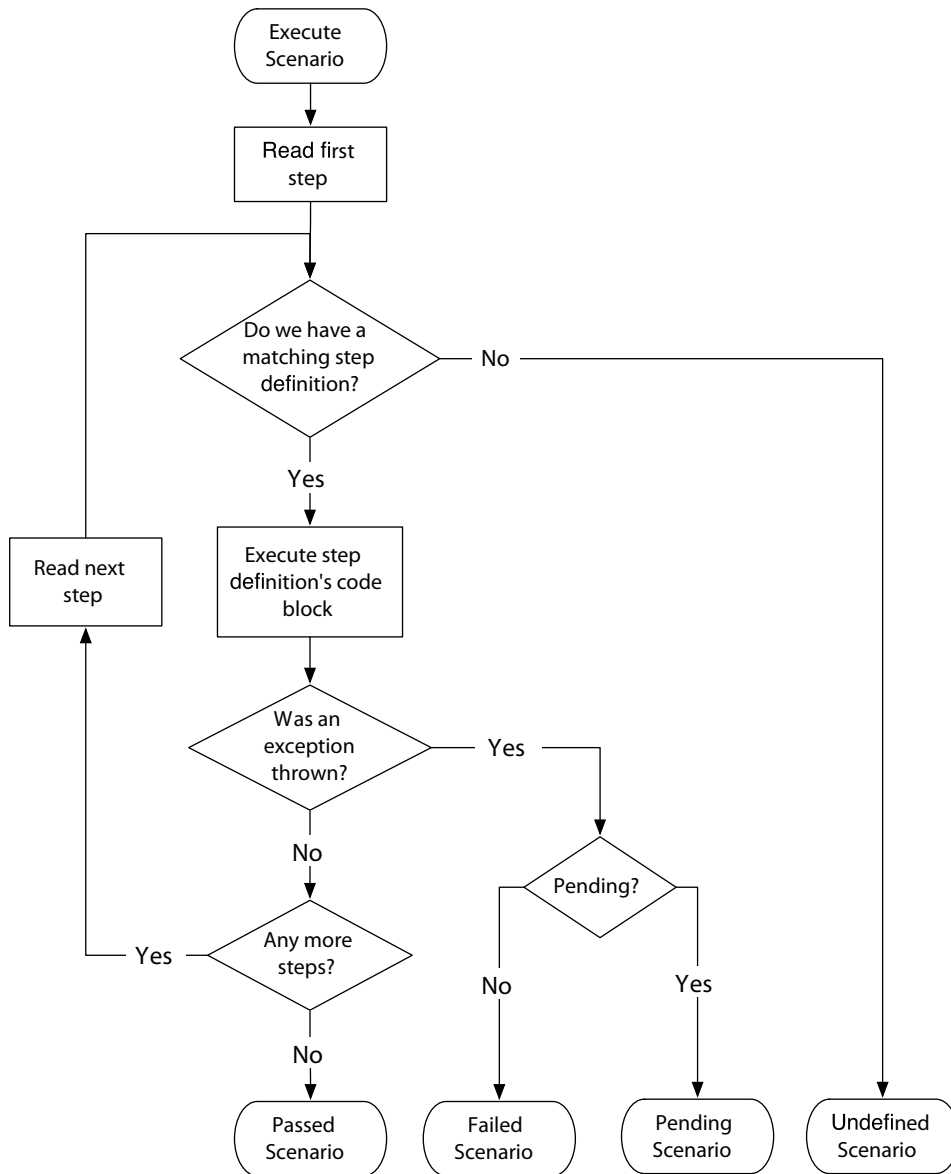 Execute
Scenario
Read first
step
Do we have a
matching step
definition?
No
Yes
Read next
step
Execute step
definition's code
block
Was an
exception
thrown?
Yes
No
Pending?
Any more
steps?
Yes
No
Yes
No
Passed
Scenario
Failed
Scenario
Pending
Scenario
Undefined
Scenario